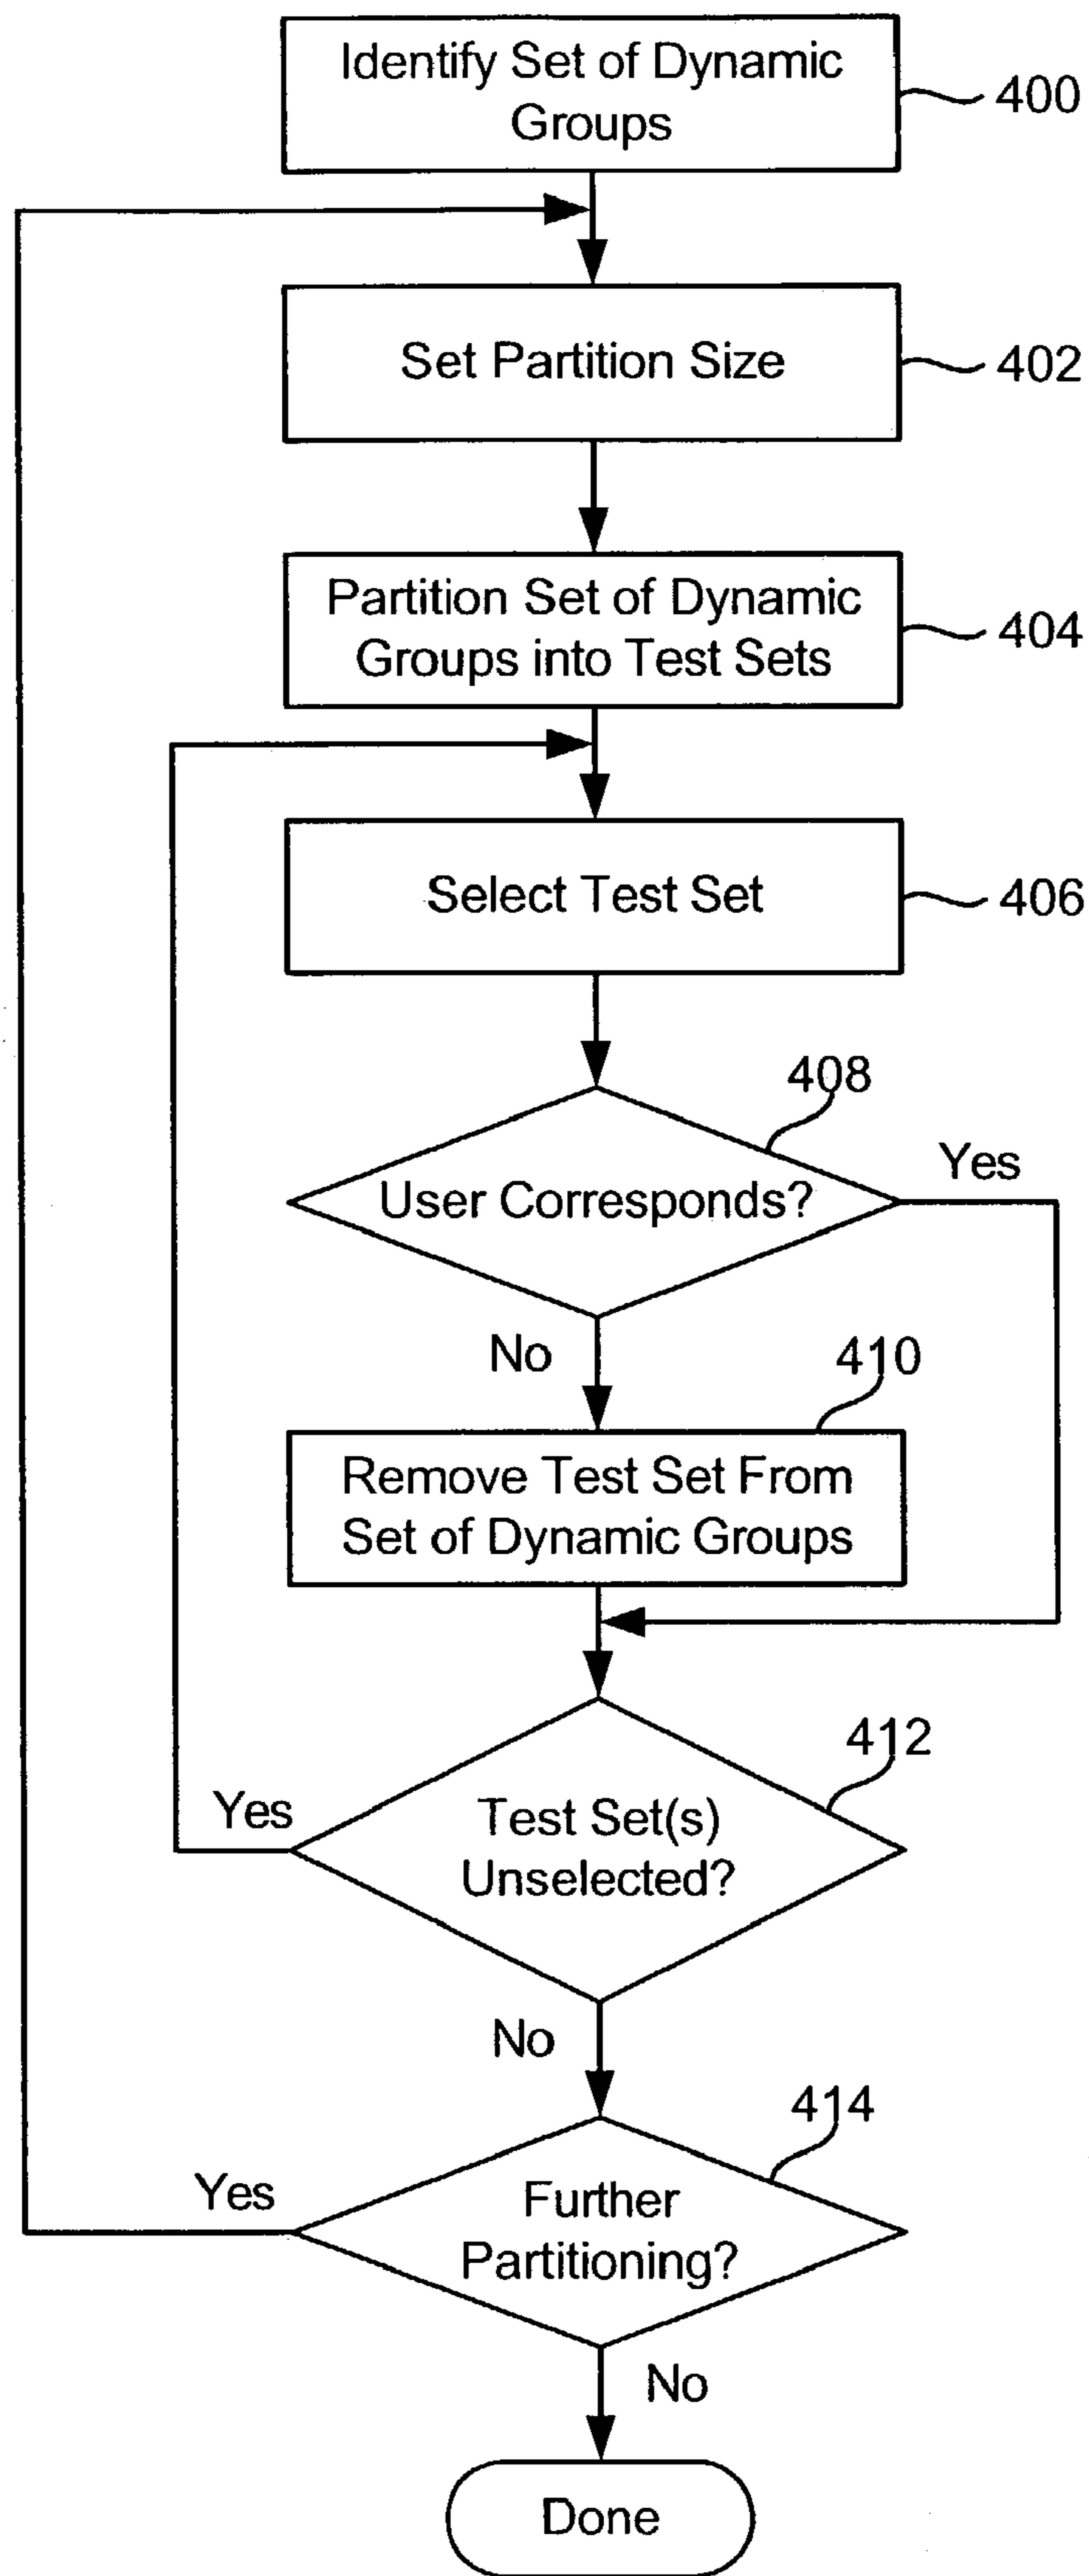 Identify Set of Dynamic
Groups
400
Set Partition Size
402
Partition Set of Dynamic
Groups into Test Sets
404
Select Test Set
406
408
User Corresponds?
Yes
No
410
Remove Test Set From
Set of Dynamic Groups
412
Test Set(s)
Unselected?
Yes
No
414
Further
Partitioning?
Yes
No
Done